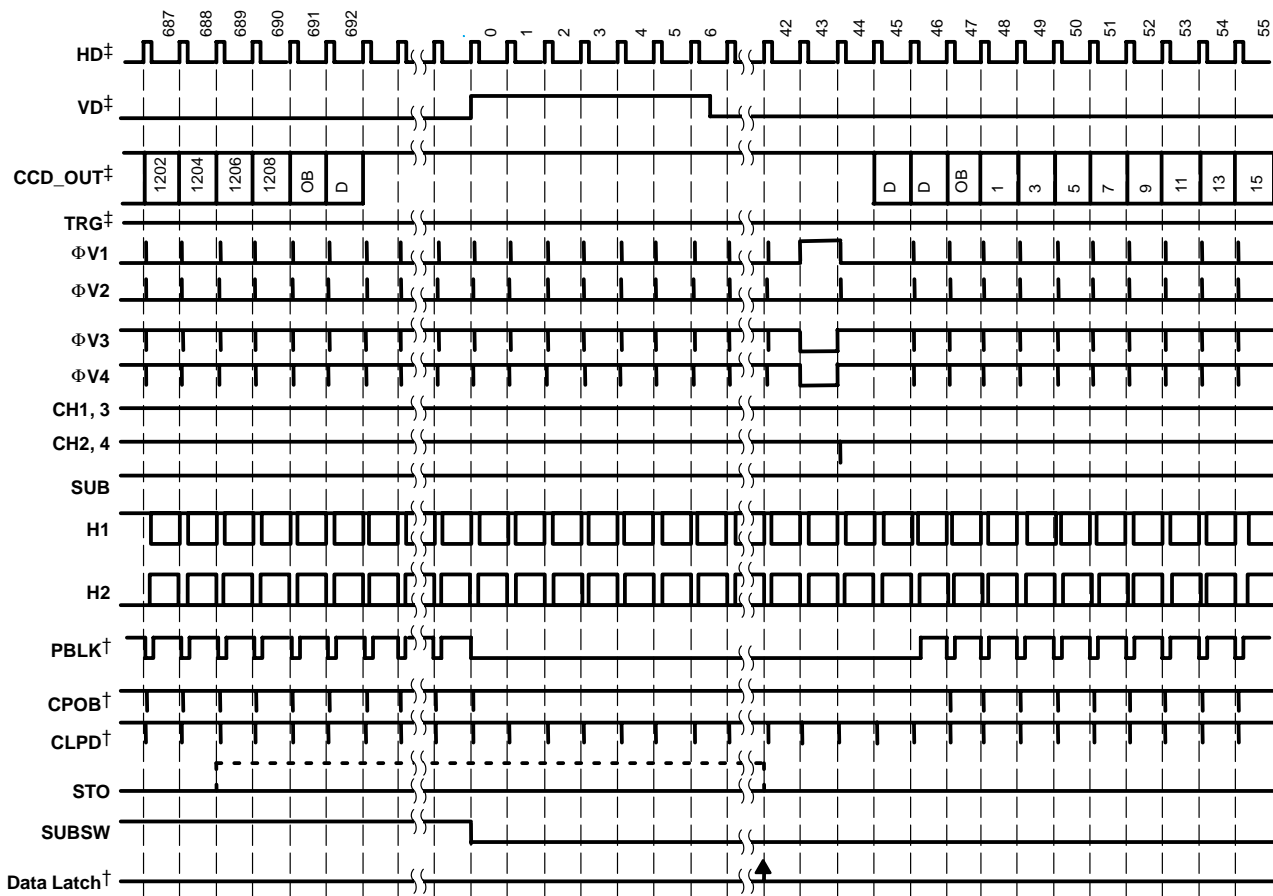 687 688 689 690 691 692 0 1 2 3 4 5 6 42 43 44 45 46 47 48 49 50 51 52 53 54 55
HD‡
VD‡
CCD_OUT‡ 1202 1204 1206 1208 OB D D D OB 1 3 5 7 9 11 13 15
TRG‡
ΦV1
ΦV2
ΦV3
ΦV4
CH1, 3
CH2, 4
SUB
H1
H2
PBLK†
CPOB†
CLPD†
STO
SUBSW
Data Latch†